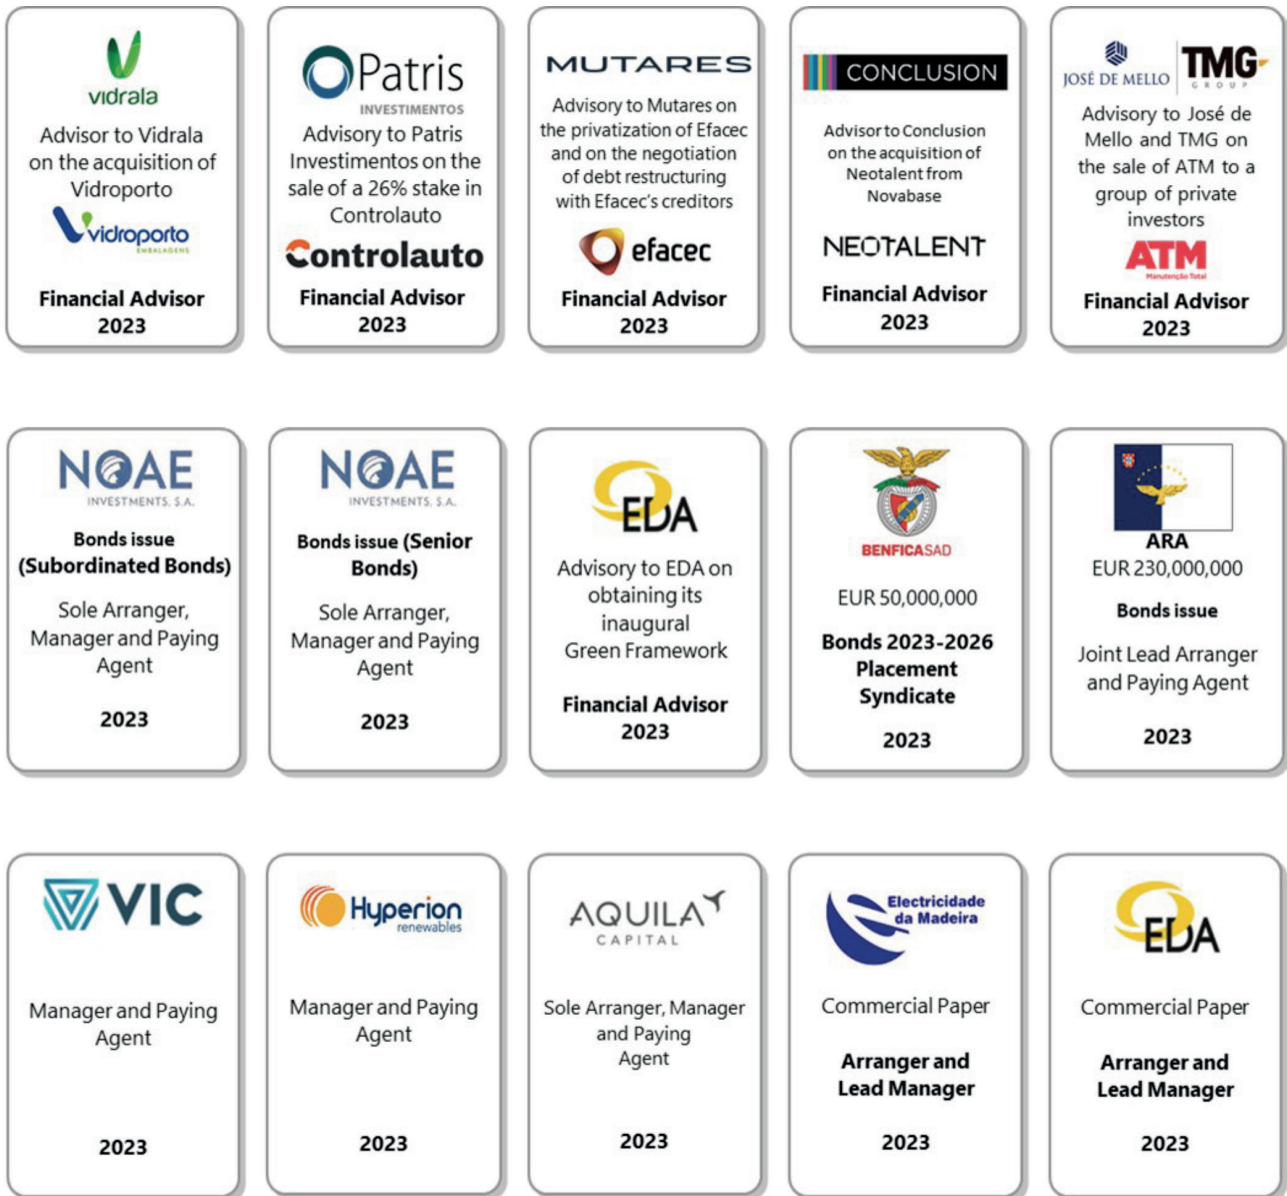 vidrala
Advisor to Vidrala
on the acquisition of
Vidroporto
vidroporto
EMBALAGENS
Financial Advisor
2023
Patris
INVESTIMENTOS
Advisory to Patris
Investimentos on the
sale of a 26% stake in
Controlauto
Controlauto
Financial Advisor
2023
MUTARES
Advisory to Mutares on
the privatization of Efacec
and on the negotiation
of debt restructuring
with Efacec's creditors
efacec
Financial Advisor
2023
CONCLUSION
Advisor to Conclusion
on the acquisition of
Neotalent from
Novabase
NEOTALENT
Financial Advisor
2023
JOSÉ DE MELLO
TMG
GROUP
Advisory to José de
Mello and TMG on
the sale of ATM to a
group of private
investors
ATM
Manutenção Total
Financial Advisor
2023
NOAE
INVESTMENTS, S.A.
Bonds issue
(Subordinated Bonds)
Sole Arranger,
Manager and Paying
Agent
2023
NOAE
INVESTMENTS, S.A.
Bonds issue (Senior
Bonds)
Sole Arranger,
Manager and Paying
Agent
2023
EDA
Advisory to EDA on
obtaining its
inaugural
Green Framework
Financial Advisor
2023
BENFICA SAD
EUR 50,000,000
Bonds 2023-2026
Placement
Syndicate
2023
ARA
EUR 230,000,000
Bonds issue
Joint Lead Arranger
and Paying Agent
2023
VIC
Manager and Paying
Agent
2023
Hyperion
renewables
Manager and Paying
Agent
2023
AQUILA
CAPITAL
Sole Arranger, Manager
and Paying
Agent
2023
Electricidade
da Madeira
Commercial Paper
Arranger and
Lead Manager
2023
EDA
Commercial Paper
Arranger and
Lead Manager
2023